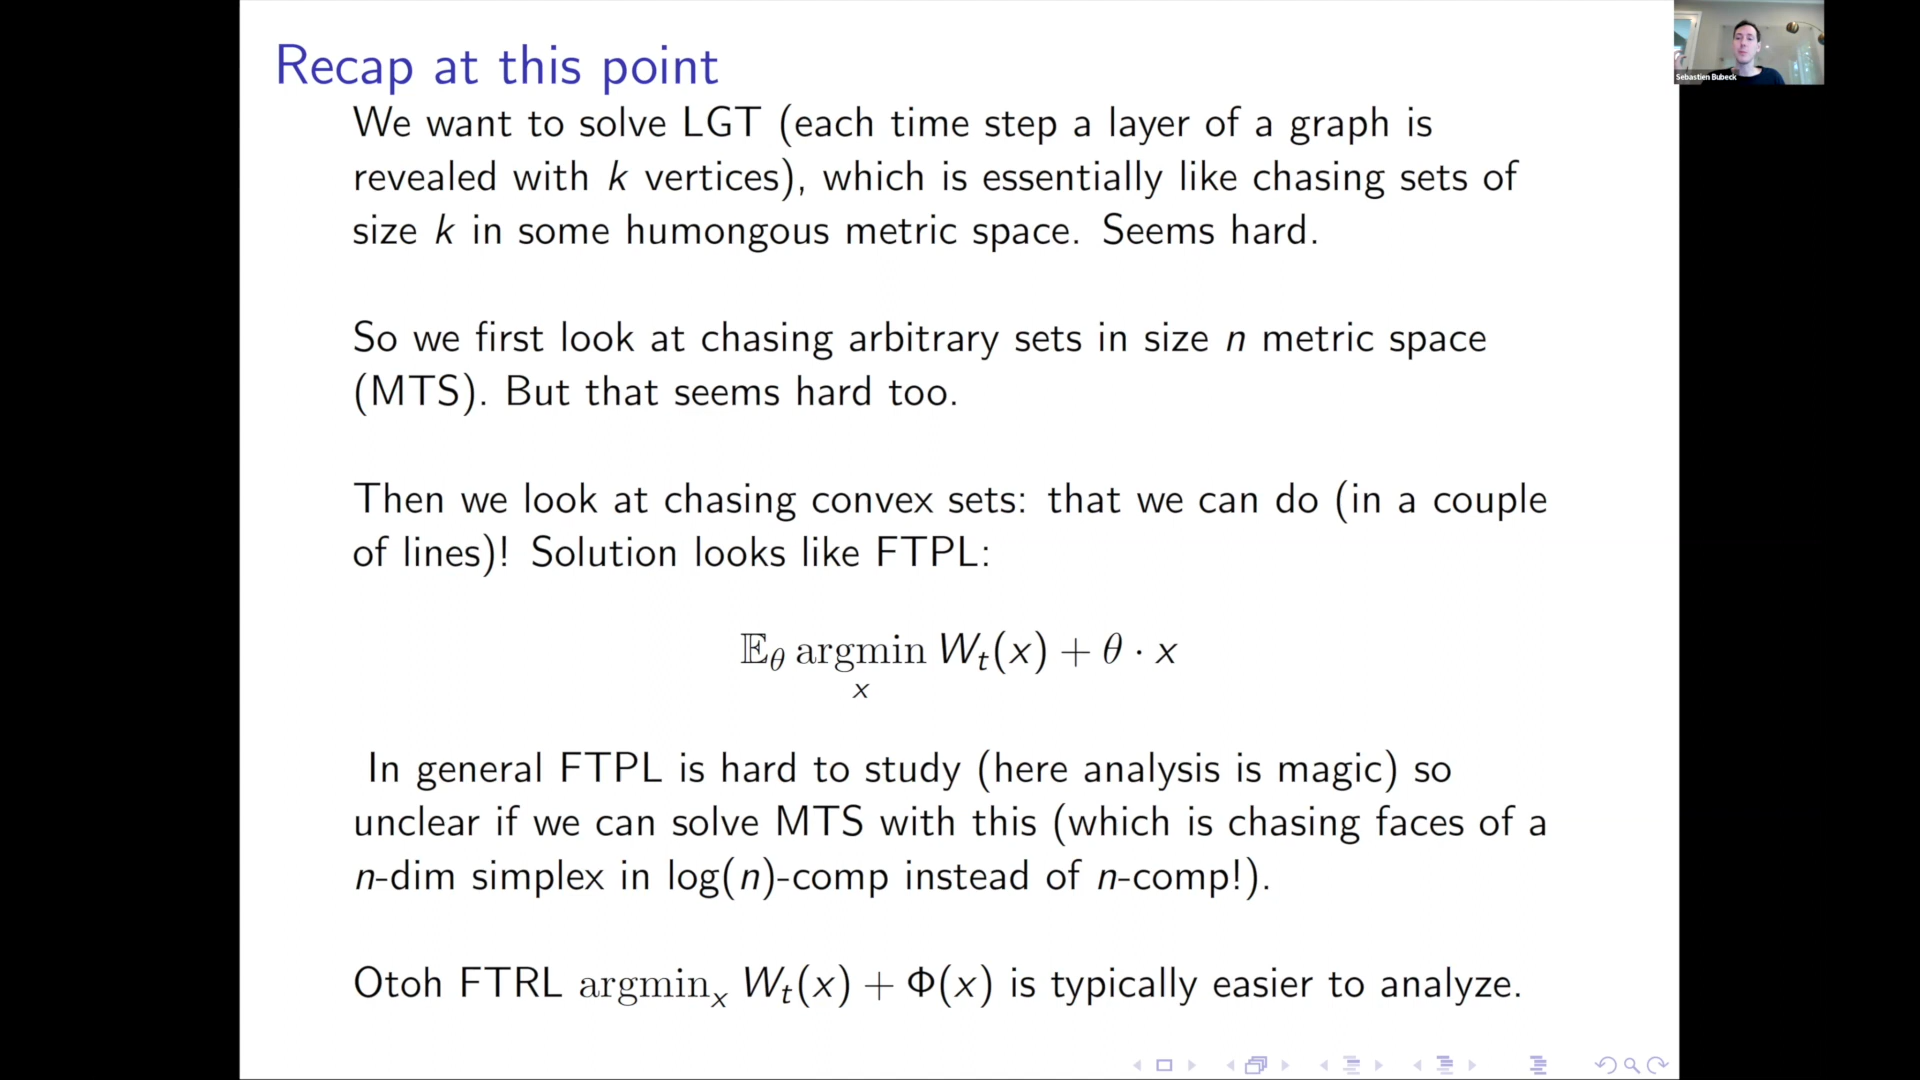 Recap at this point
Sebastien Bubeck
We want to solve LGT (each time step a layer of a graph is
revealed with k vertices), which is essentially like chasing sets of
size k in some humongous metric space. Seems hard.
So we first look at chasing arbitrary sets in size n metric space
(MTS). But that seems hard too.
Then we look at chasing convex sets: that we can do (in a couple
of lines)! Solution looks like FTPL:
𝔼_θ argmin_x W_t(x) + θ · x
In general FTPL is hard to study (here analysis is magic) so
unclear if we can solve MTS with this (which is chasing faces of a
n-dim simplex in log(n)-comp instead of n-comp!).
Otoh FTRL argmin_x W_t(x) + Φ(x) is typically easier to analyze.